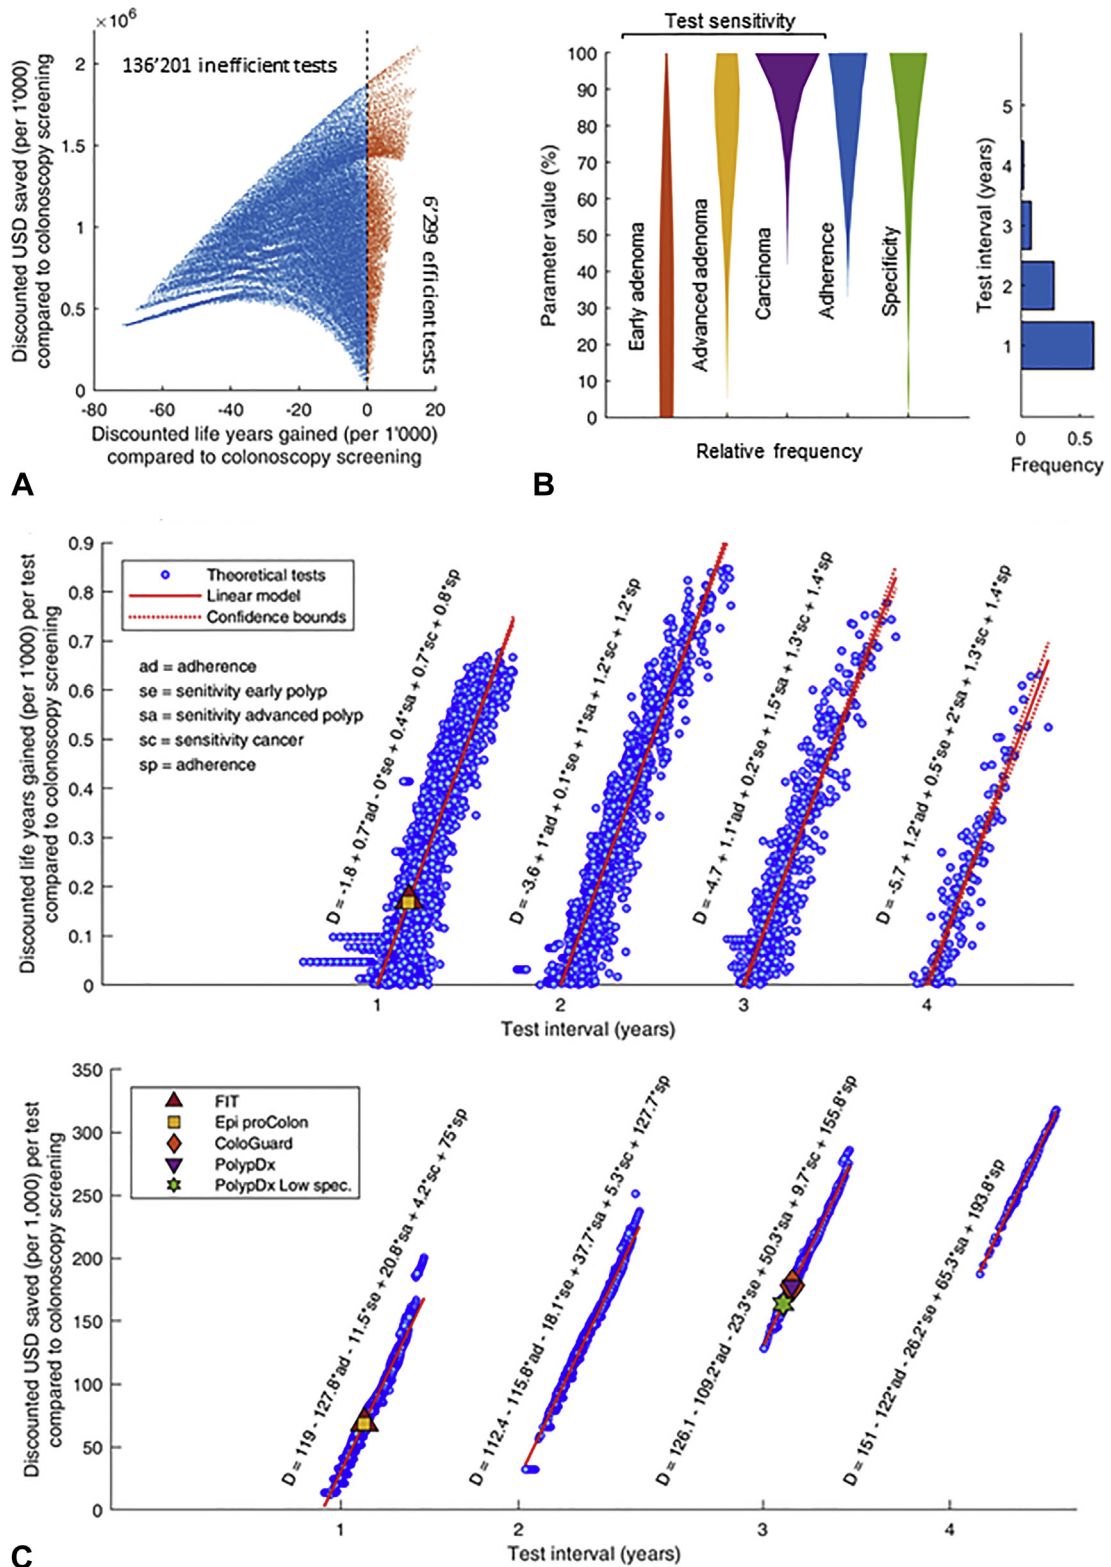 ×10⁶
Discounted USD saved (per 1'000)
compared to colonoscopy screening
2
1.5
1
0.5
0
136'201 inefficient tests
6'299 efficient tests
-80 -60 -40 -20 0 20
Discounted life years gained (per 1'000)
compared to colonoscopy screening
A
Test sensitivity
Parameter value (%)
100
90
80
70
60
50
40
30
20
10
0
Early adenoma
Advanced adenoma
Carcinoma
Adherence
Specificity
Relative frequency
B
Test interval (years)
5
4
3
2
1
0 0.5
Frequency
Discounted life years gained (per 1'000) per test
compared to colonoscopy screening
0.9
0.8
0.7
0.6
0.5
0.4
0.3
0.2
0.1
0
Theoretical tests
Linear model
Confidence bounds
ad = adherence
se = senitivity early polyp
sa = senitivity advanced polyp
sc = sensitivity cancer
sp = adherence
D = -1.8 + 0.7*ad - 0*se + 0.4*sa + 0.7*sc + 0.8*sp
D = -3.6 + 1*ad + 0.1*se + 1*sa + 1.2*sc + 1.2*sp
D = -4.7 + 1.1*ad + 0.2*se + 1.5*sa + 1.3*sc + 1.4*sp
D = -5.7 + 1.2*ad + 0.5*se + 2*sa + 1.3*sc + 1.4*sp
1 2 3 4
Test interval (years)
Discounted USD saved (per 1,000) per test
compared to colonoscopy screening
350
300
250
200
150
100
50
0
FIT
Epi proColon
ColoGuard
PolypDx
PolypDx Low spec.
D = 119 - 127.8*ad - 11.5*se + 20.8*sa + 4.2*sc + 75*sp
D = 112.4 - 115.8*ad - 18.1*se + 37.7*sa + 5.3*sc + 127.7*sp
D = 126.1 - 109.2*ad - 23.3*se + 50.3*sa + 9.7*sc + 155.8*sp
D = 151 - 122*ad - 26.2*se + 65.3*sa + 193.8*sp
1 2 3 4
Test interval (years)
C